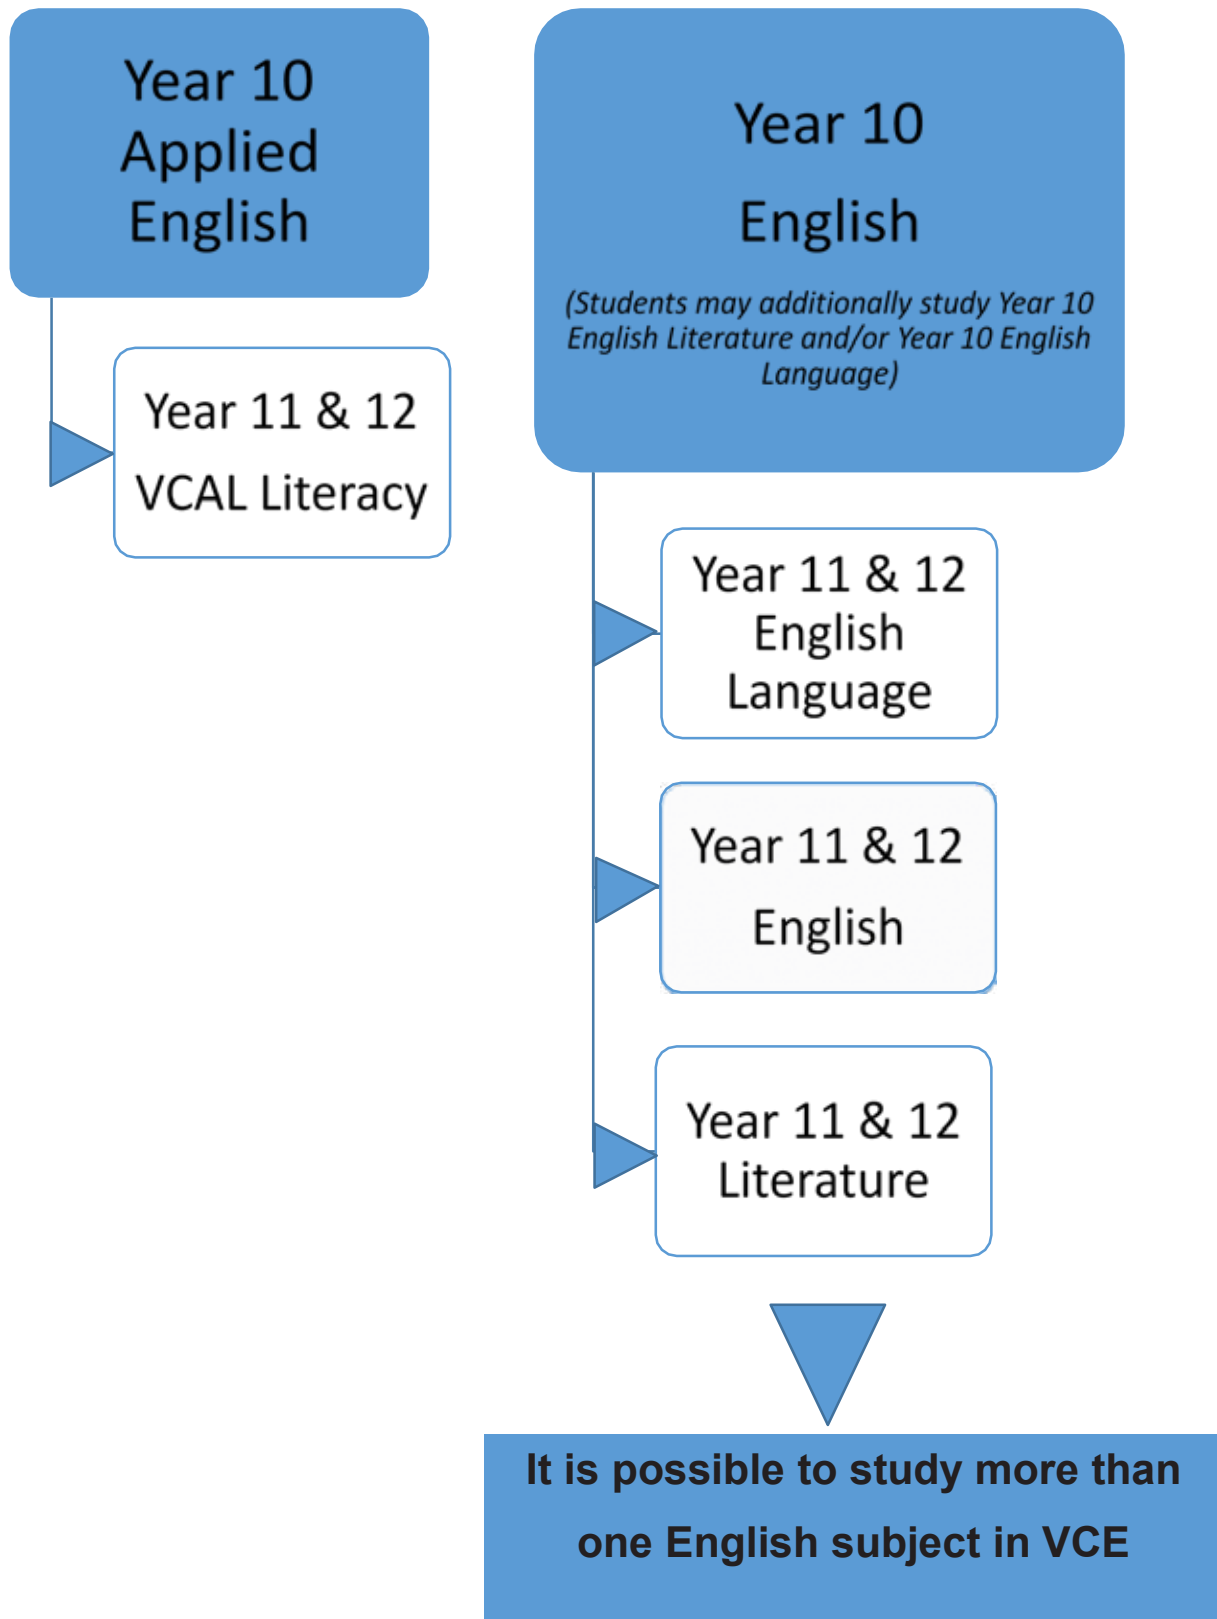 Year 10
Applied
English
Year 11 & 12
VCAL Literacy
Year 10
English
(Students may additionally study Year 10
English Literature and/or Year 10 English
Language)
Year 11 & 12
English
Language
Year 11 & 12
English
Year 11 & 12
Literature
It is possible to study more than
one English subject in VCE